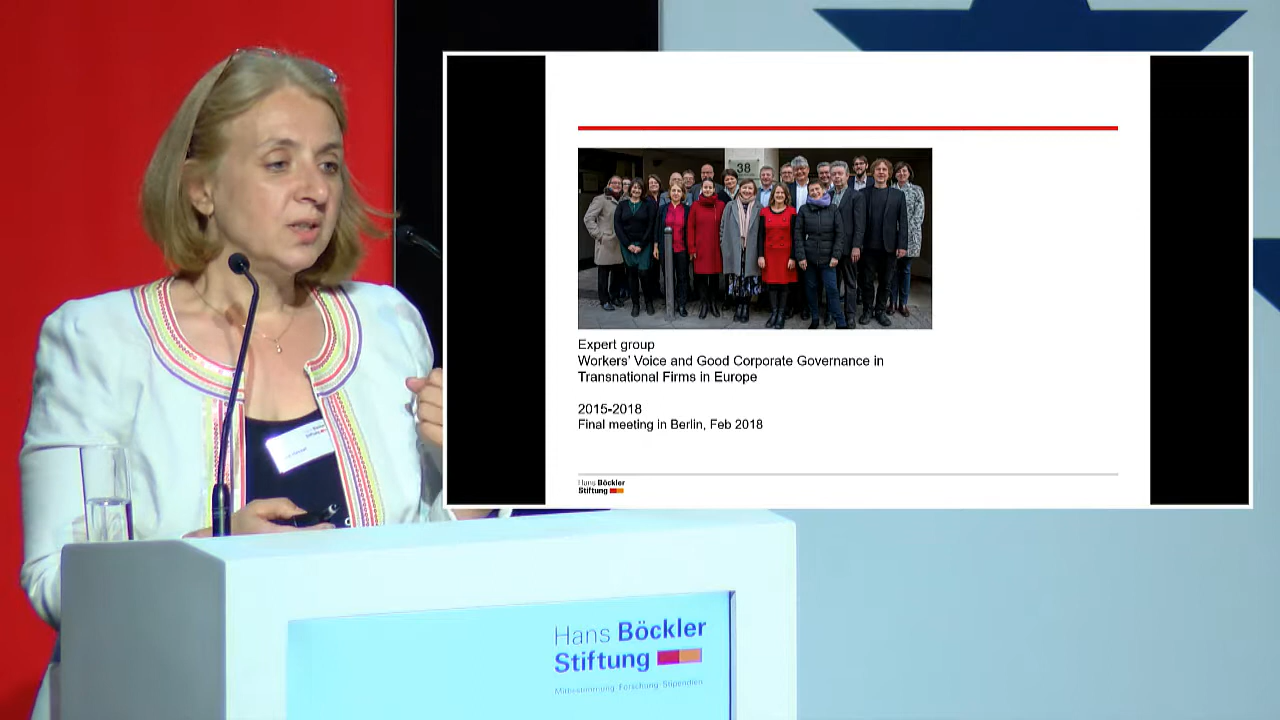 38
Expert group
Workers' Voice and Good Corporate Governance in
Transnational Firms in Europe
2015-2018
Final meeting in Berlin, Feb 2018
Hans Böckler
Stiftung
Hans Böckler
Stiftung
Mitbestimmung Forschung Stipendien